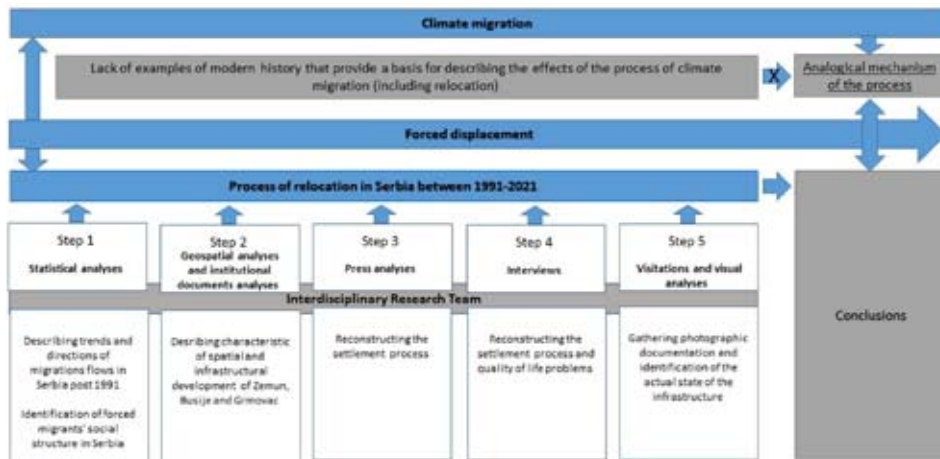 Climate migration
Lack of examples of modern history that provide a basis for describing the effects of the process of climate
migration (including relocation)
X
Analogical mechanism
of the process
Forced displacement
Process of relocation in Serbia between 1991-2021
Step 1
Statistical analyses
Step 2
Geospatial analyses
and institutional
documents analyses
Step 3
Press analyses
Step 4
Interviews
Step 5
Visitations and visual
analyses
Interdisciplinary Research Team
Describing trends and
directions of
migrations flows in
Serbia post 1991
Identification of forced
migrants' social
structure in Serbia
Desribing characteristic
of spatial and
infrastructural
development of Zemun,
Busije and Grmovac
Reconstructing the
settlement process
Reconstructing the
settlement process and
quality of life problems
Gathering photographic
documentation and
identification of the
actual state of the
infrastructure
Conclusions